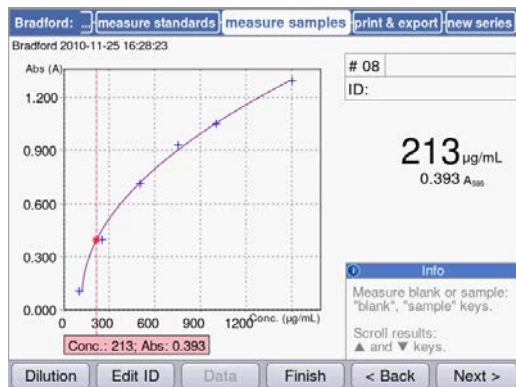 Bradford: ... measure standards measure samples print & export new series
Bradford 2010-11-25 16:28:23
Abs (A)
1.200
0.900
0.600
0.300
0.000
0 300 600 900 1200 Conc. (µg/mL)
Conc.: 213; Abs: 0.393
# 08
ID:
213 µg/mL
0.393 A595
Info
Measure blank or sample:
"blank", "sample" keys.
Scroll results:
▲ and ▼ keys.
Dilution Edit ID Data Finish < Back Next >